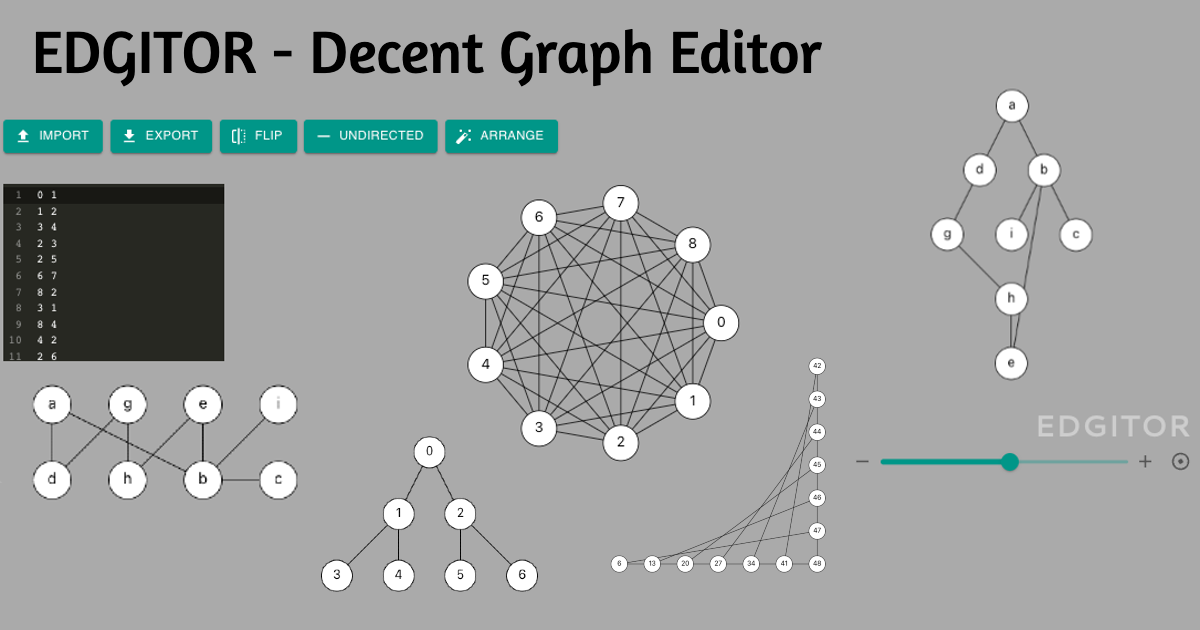 EDGITOR - Decent Graph Editor
IMPORT EXPORT FLIP UNDIRECTED ARRANGE
1 0 1
2 1 2
3 3 4
4 2 3
5 2 5
6 6 7
7 8 2
8 3 1
9 8 4
10 4 2
11 2 6
a g e i
d h b c
0
1 2
3 4 5 6
7
6
8
5
0
4
1
3
2
42
43
44
45
46
47
6 13 20 27 34 41 48
a
d b
g i c
h
e
EDGITOR